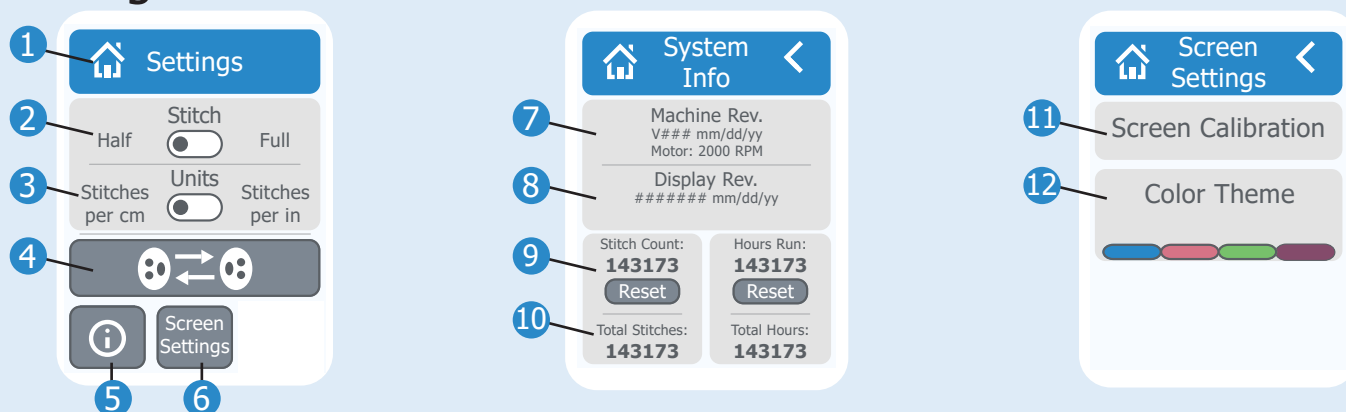 1
Settings
2
Stitch
Half
Full
3
Units
Stitches
per cm
Stitches
per in
4
5
Screen
Settings
6
System
Info
7
Machine Rev.
V### mm/dd/yy
Motor: 2000 RPM
8
Display Rev.
####### mm/dd/yy
9
Stitch Count:
143173
Reset
10
Total Stitches:
143173
Hours Run:
143173
Reset
Total Hours:
143173
Screen
Settings
11
Screen Calibration
12
Color Theme